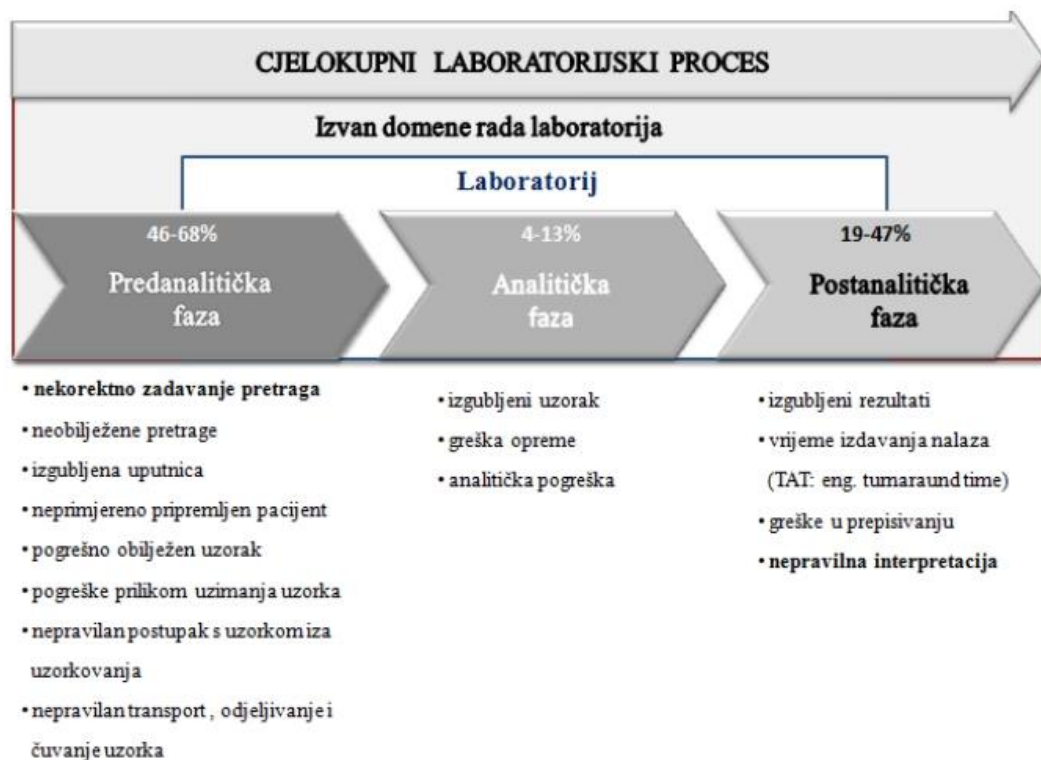 CJELOKUPNI LABORATORIJSKI PROCES
Izvan domene rada laboratorija
Laboratorij
46-68%
Predanalitička
faza
4-13%
Analitička
faza
19-47%
Postanalitička
faza
• nekorektno zadavanje pretraga
• neobilježene pretrage
• izgubljena uputnica
• neprimjereno pripremljen pacijent
• pogrešno obilježen uzorak
• pogreške prilikom uzimanja uzorka
• nepravilan postupak s uzorkom iza
uzorkovanja
• nepravilan transport , odjeljivanje i
čuvanje uzorka
• izgubljeni uzorak
• greška opreme
• analitička pogreška
• izgubljeni rezultati
• vrijeme izdavanja nalaza
(TAT: eng. turnaround time)
• greške u prepisivanju
• nepravilna interpretacija